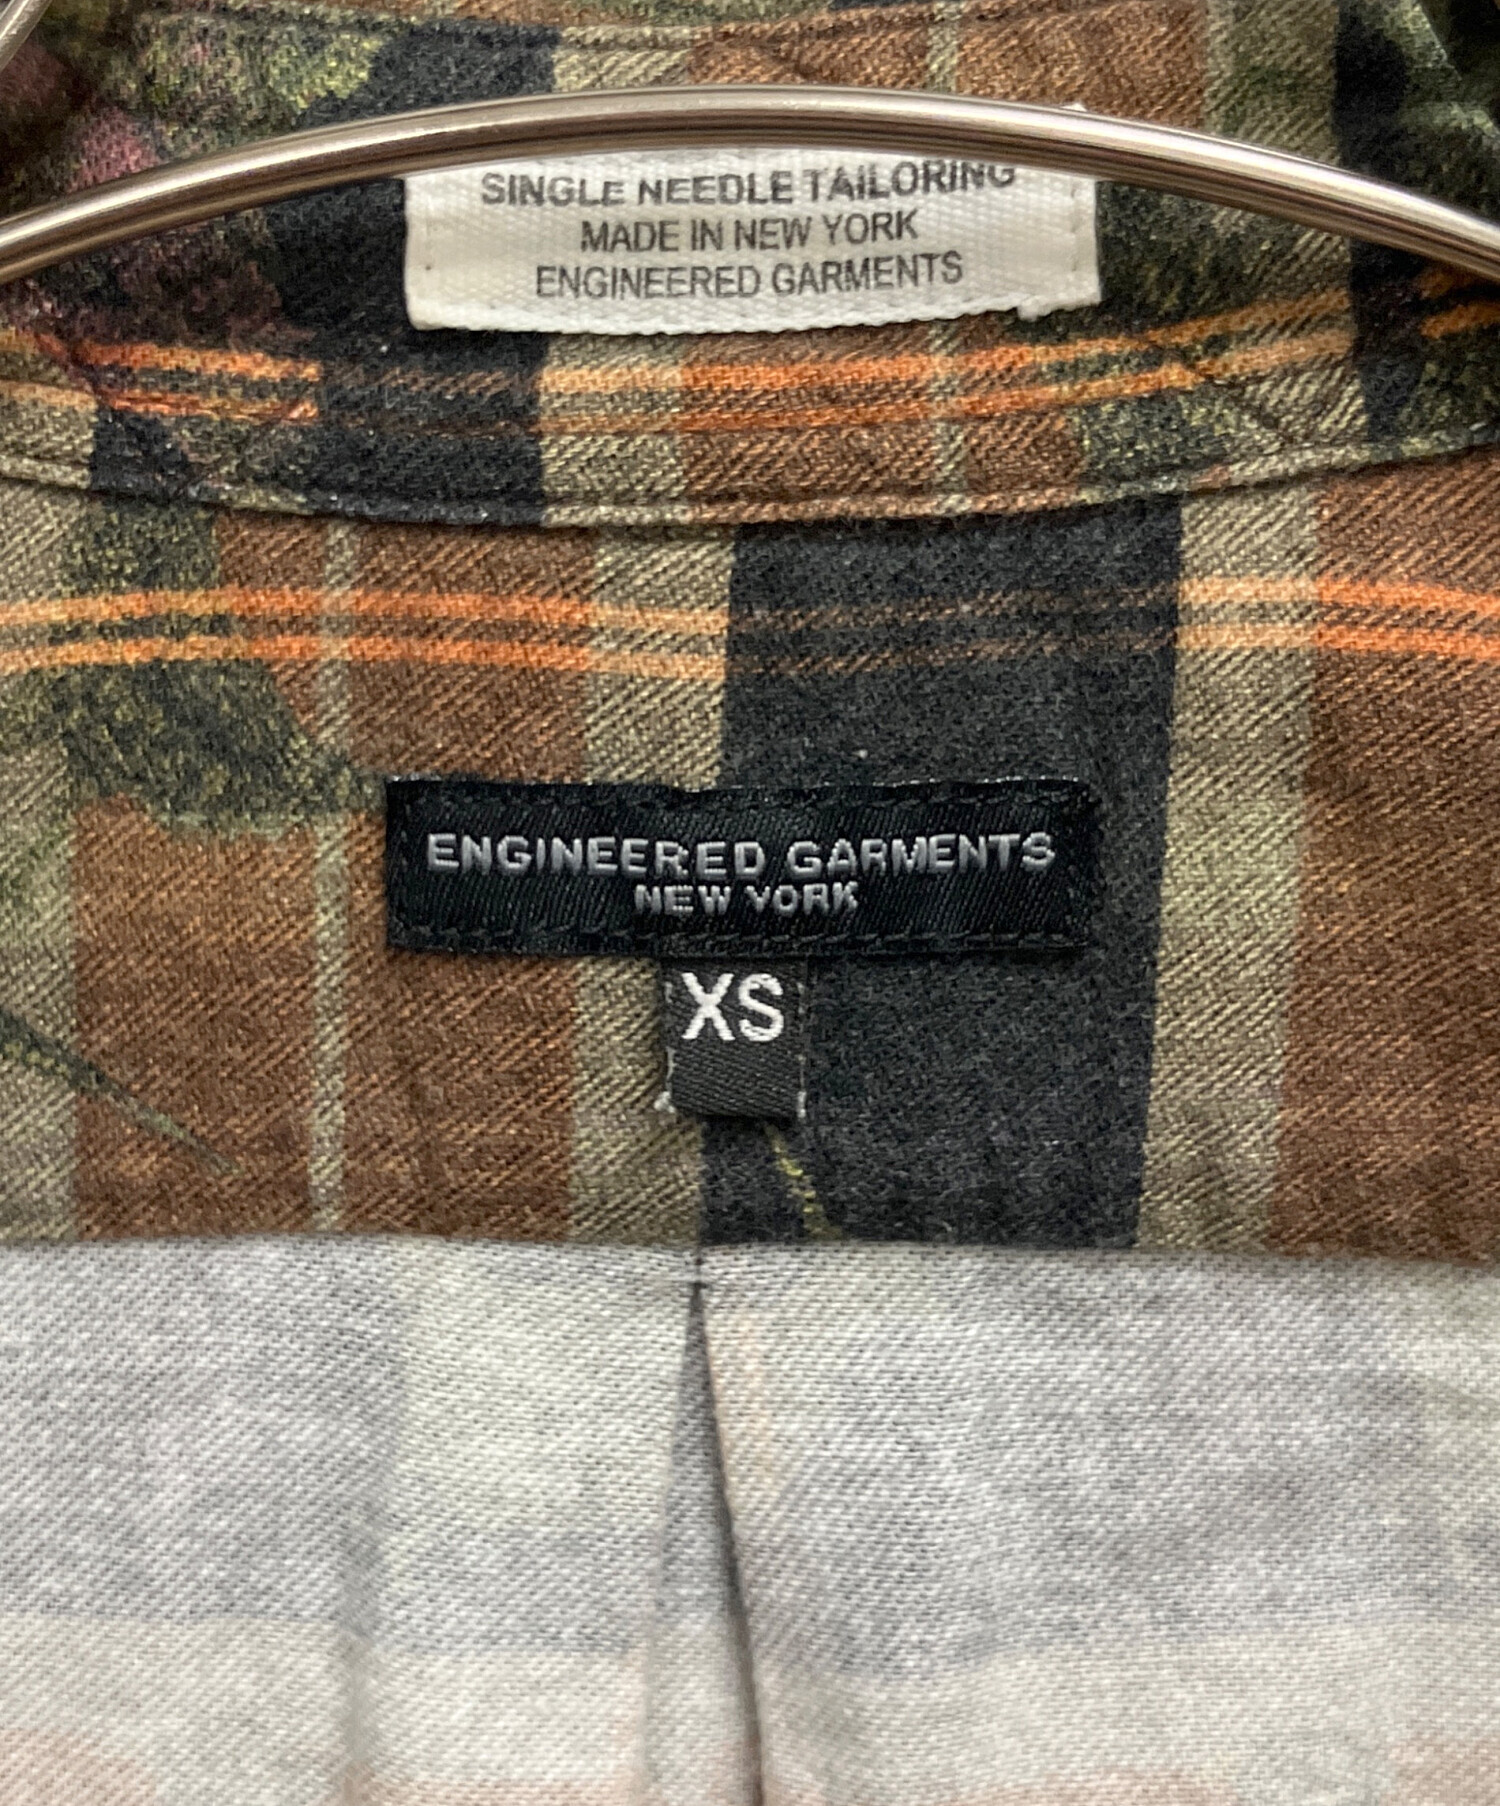 SINGLE NEEDLE TAILORING
MADE IN NEW YORK
ENGINEERED GARMENTS
ENGINEERED GARMENTS
NEW YORK
XS